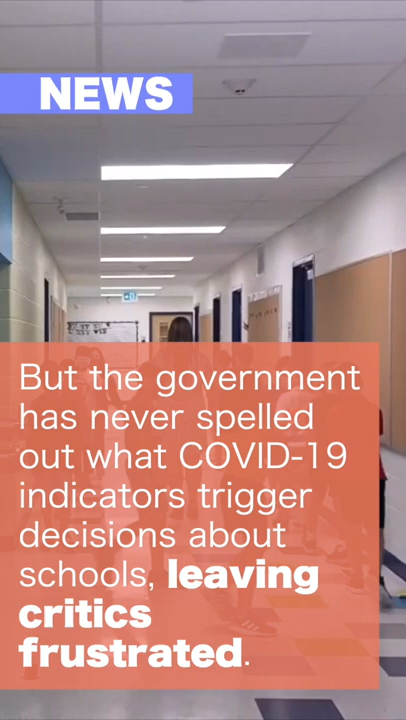 NEWS
But the government
has never spelled
out what COVID-19
indicators trigger
decisions about
schools, leaving
critics
frustrated.